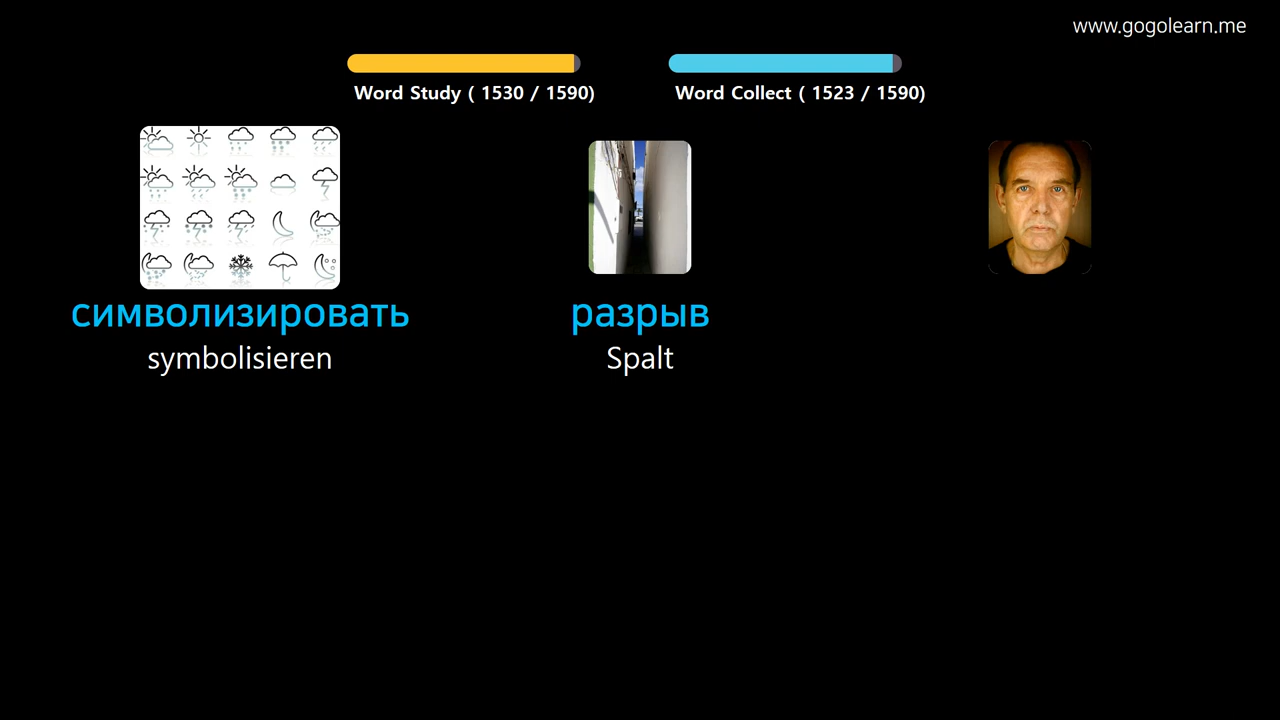 www.gogolearn.me
Word Study ( 1530 / 1590)
Word Collect ( 1523 / 1590)
символизировать
symbolisieren
разрыв
Spalt